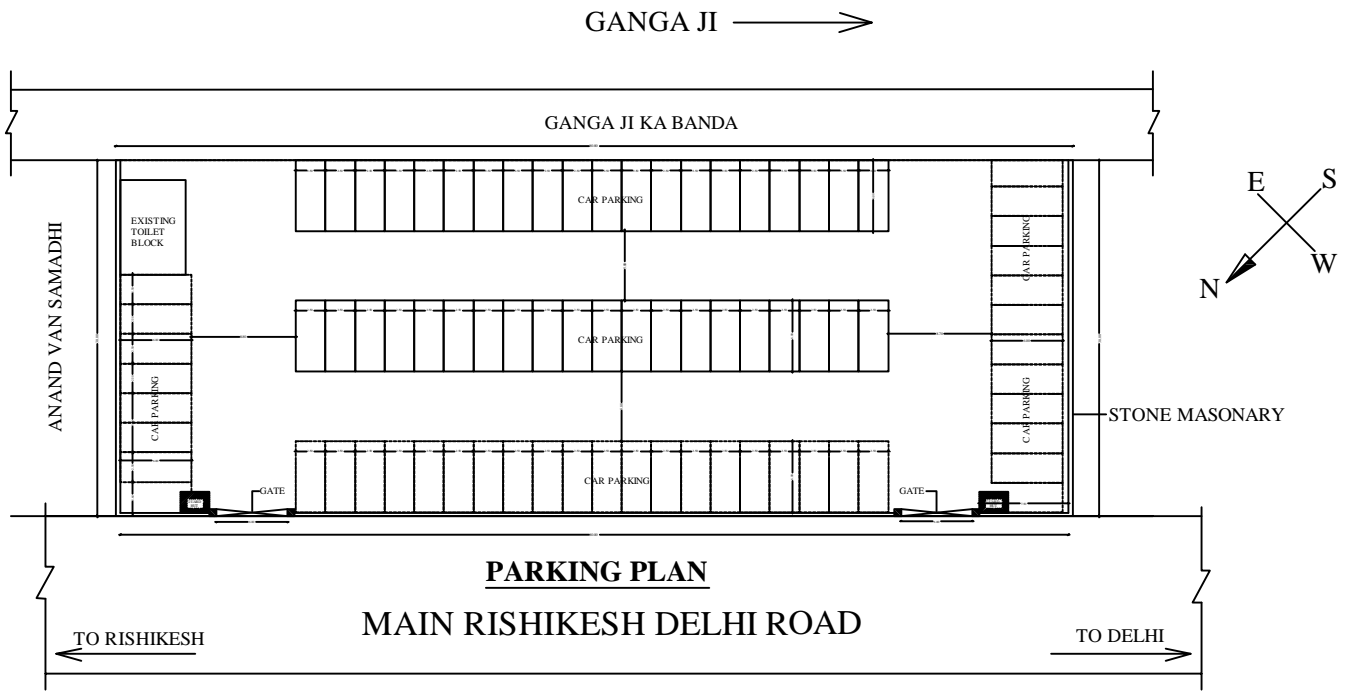 GANGA JI
GANGA JI KA BANDA
EXISTING
TOILET
BLOCK
ANAND VAN SAMADHI
CAR PARKING
CAR PARKING
CAR PARKING
CAR PARKING
CAR PARKING
CAR PARKING
E
S
N
W
STONE MASONARY
GATE
GATE
PARKING PLAN
MAIN RISHIKESH DELHI ROAD
TO RISHIKESH
TO DELHI